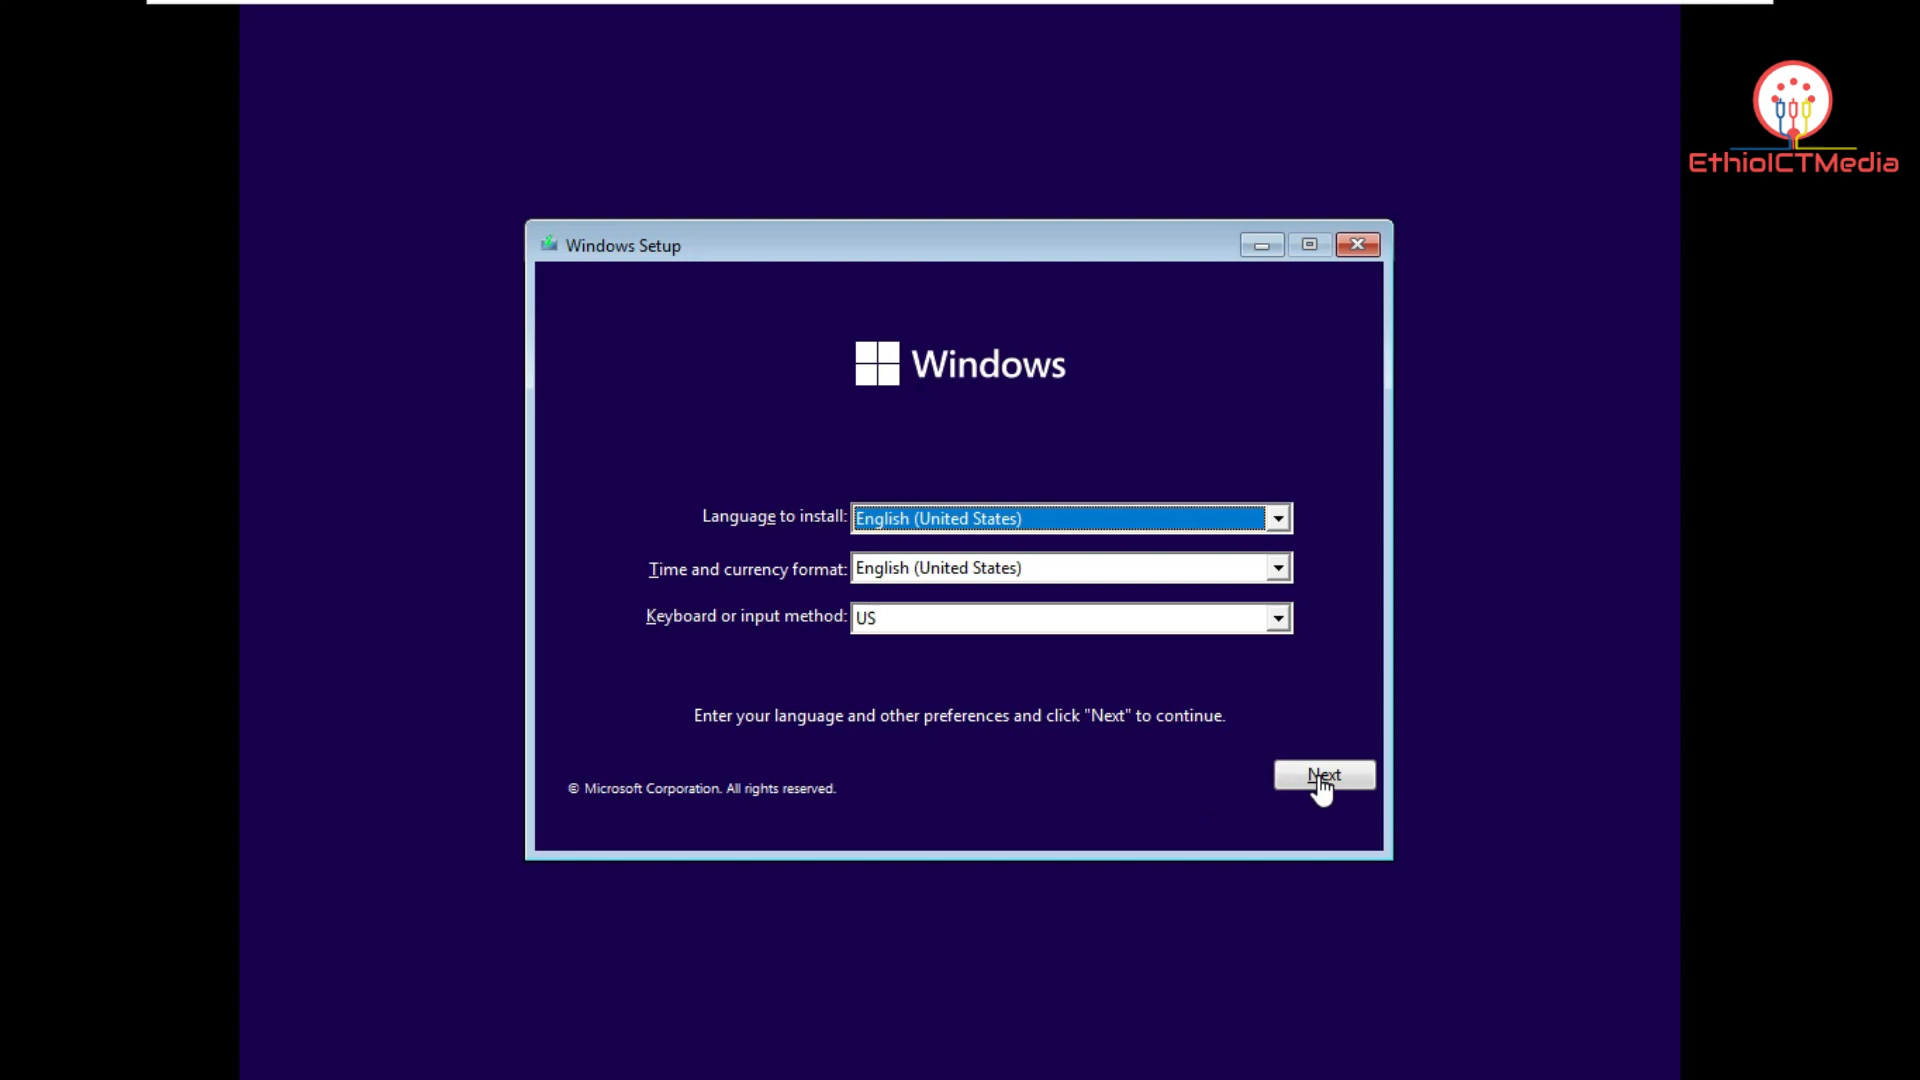 EthioICTMedia
Windows Setup
Windows
Language to install: English (United States)
Time and currency format: English (United States)
Keyboard or input method: US
Enter your language and other preferences and click "Next" to continue.
Next
© Microsoft Corporation. All rights reserved.